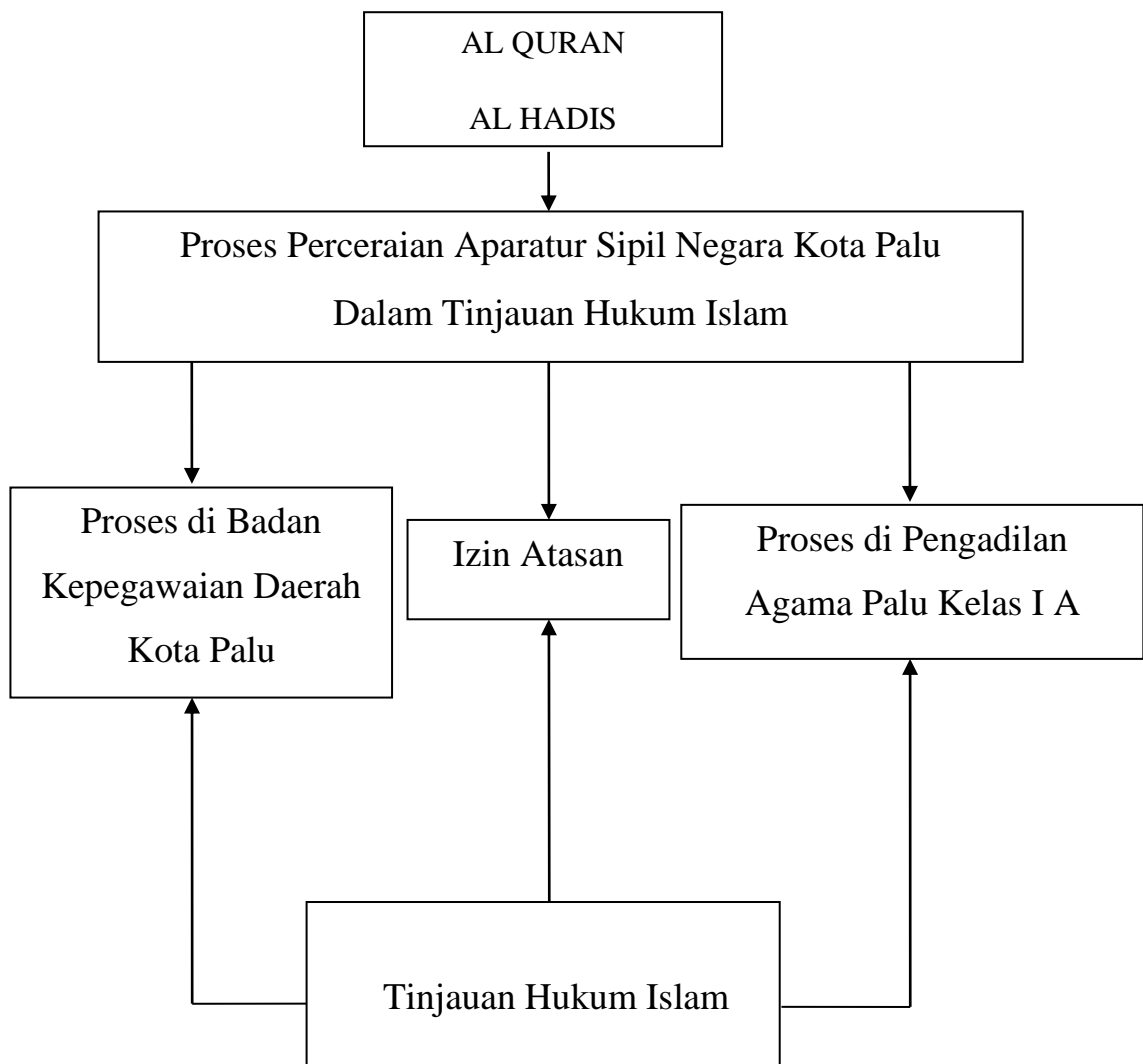 AL QURAN
AL HADIS
Proses Perceraian Aparatur Sipil Negara Kota Palu
Dalam Tinjauan Hukum Islam
Proses di Badan
Kepegawaian Daerah
Kota Palu
Izin Atasan
Proses di Pengadilan
Agama Palu Kelas I A
Tinjauan Hukum Islam